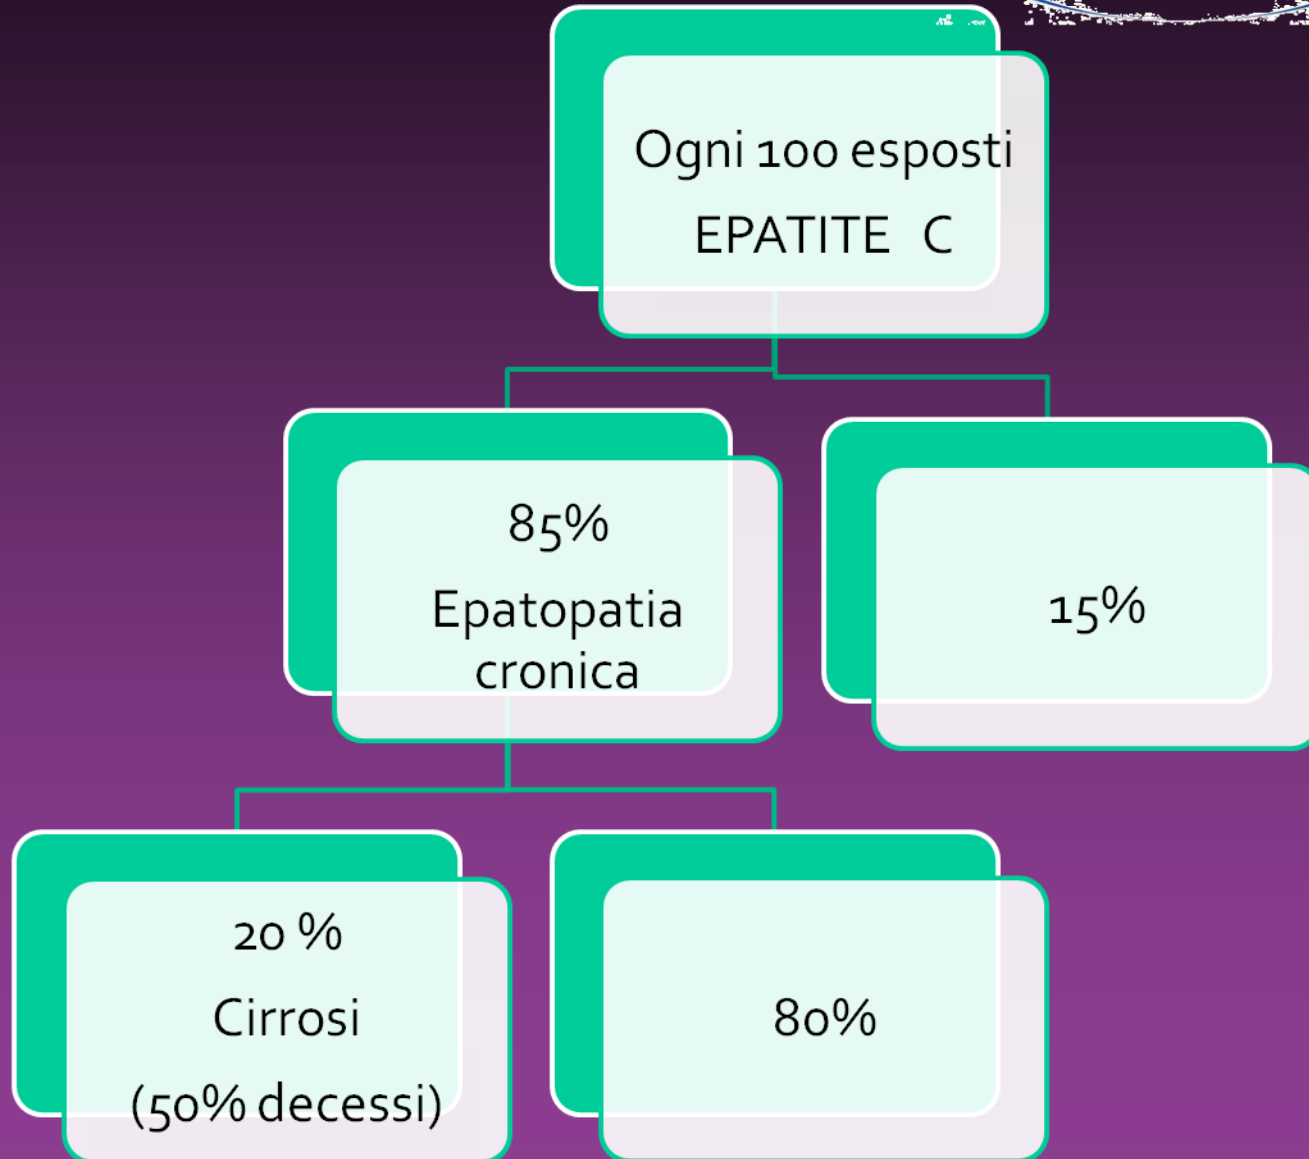 Ogni 100 esposti
EPATITE C
85%
Epatopatia
cronica
15%
20 %
Cirrosi
(50% decessi)
80%